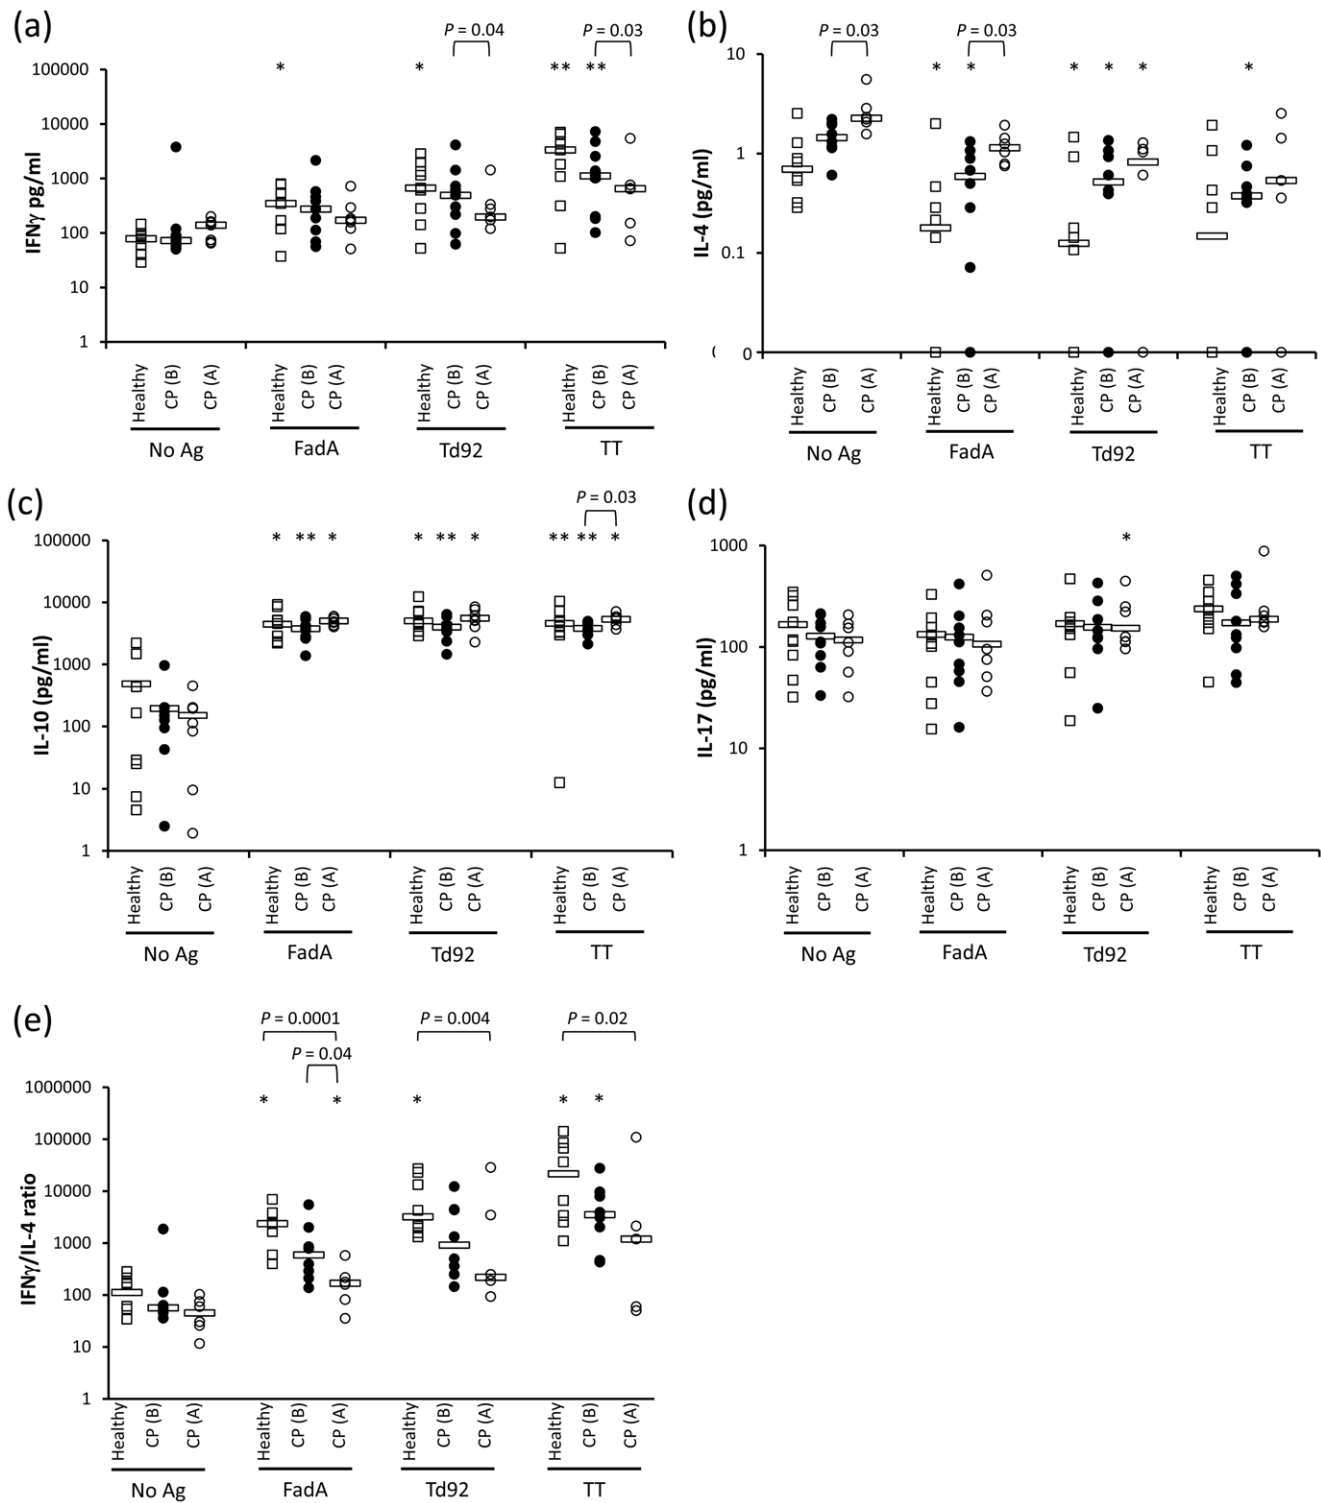 (a)
P = 0.04
P = 0.03
* * ** **
100000
10000
1000
100
10
1
IFNγ pg/ml
Healthy CP (B) CP (A) Healthy CP (B) CP (A) Healthy CP (B) CP (A) Healthy CP (B) CP (A)
No Ag FadA Td92 TT
(b)
P = 0.03
P = 0.03
* * * * * *
10
1
0.1
( 0
IL-4 (pg/ml)
Healthy CP (B) CP (A) Healthy CP (B) CP (A) Healthy CP (B) CP (A) Healthy CP (B) CP (A)
No Ag FadA Td92 TT
(c)
P = 0.03
* ** * * ** * ** ** *
100000
10000
1000
100
10
1
IL-10 (pg/ml)
Healthy CP (B) CP (A) Healthy CP (B) CP (A) Healthy CP (B) CP (A) Healthy CP (B) CP (A)
No Ag FadA Td92 TT
(d)
*
1000
100
10
1
IL-17 (pg/ml)
Healthy CP (B) CP (A) Healthy CP (B) CP (A) Healthy CP (B) CP (A) Healthy CP (B) CP (A)
No Ag FadA Td92 TT
(e)
P = 0.0001
P = 0.04
P = 0.004
P = 0.02
* * * * *
1000000
100000
10000
1000
100
10
1
IFNγ/IL-4 ratio
Healthy CP (B) CP (A) Healthy CP (B) CP (A) Healthy CP (B) CP (A) Healthy CP (B) CP (A)
No Ag FadA Td92 TT